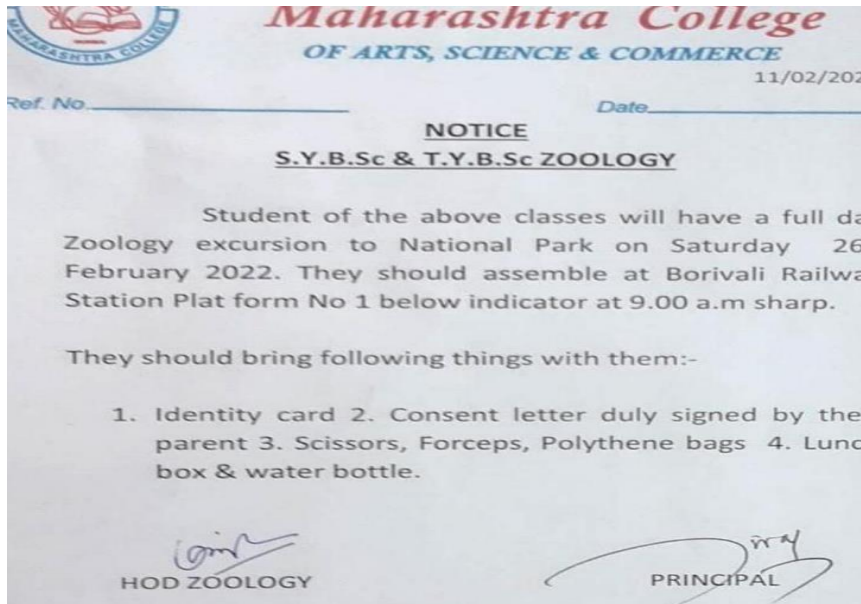 Maharashtra College
MAHARASHTRA COLLEGE
OF ARTS, SCIENCE & COMMERCE
11/02/202
Ref. No.
Date
NOTICE
S.Y.B.Sc & T.Y.B.Sc ZOOLOGY
Student of the above classes will have a full da
Zoology excursion to National Park on Saturday 26
February 2022. They should assemble at Borivali Railwa
Station Plat form No 1 below indicator at 9.00 a.m sharp.
They should bring following things with them:-
1. Identity card 2. Consent letter duly signed by the
parent 3. Scissors, Forceps, Polythene bags 4. Lunc
box & water bottle.
HOD ZOOLOGY
PRINCIPAL